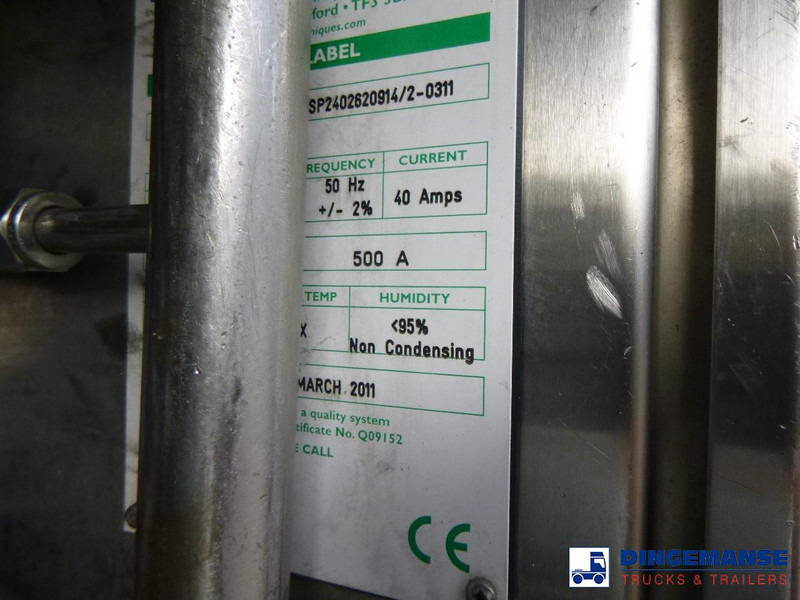 ford • TF3
niques.com
LABEL
SP2402620914/2-0311
REQUENCY CURRENT
50 Hz
+/- 2% 40 Amps
500 A
TEMP HUMIDITY
X <95%
Non Condensing
MARCH 2011
a quality system
tificate No. Q09152
E CALL
CE
DINGEMANSE
TRUCKS & TRAILERS